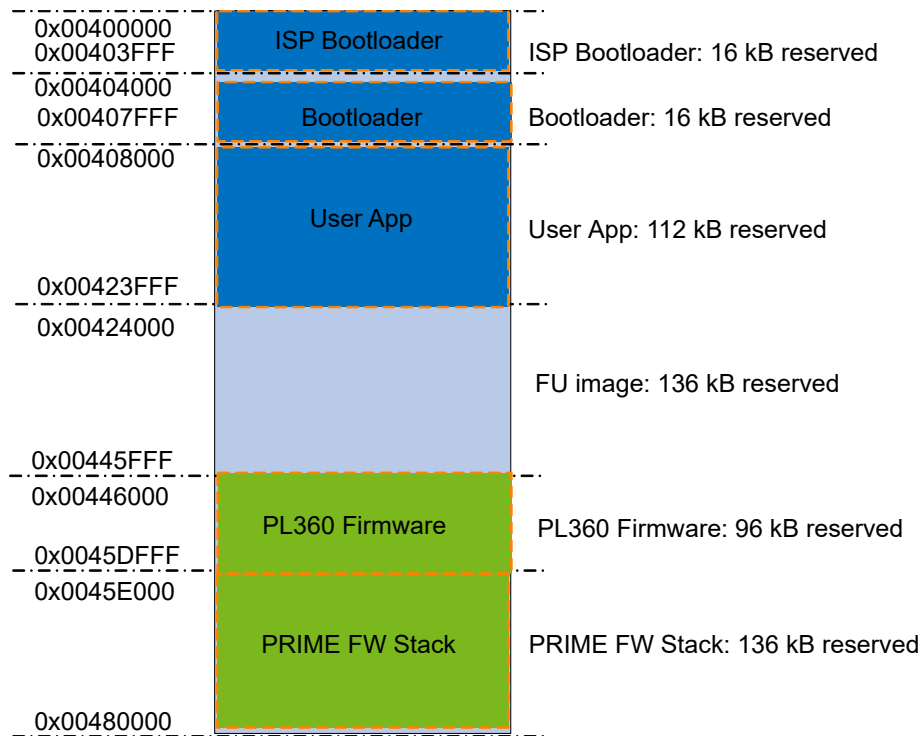 0x00400000
ISP Bootloader
0x00403FFF
ISP Bootloader: 16 kB reserved
0x00404000
0x00407FFF
Bootloader
Bootloader: 16 kB reserved
0x00408000
User App
User App: 112 kB reserved
0x00423FFF
0x00424000
FU image: 136 kB reserved
0x00445FFF
0x00446000
PL360 Firmware
PL360 Firmware: 96 kB reserved
0x0045DFFF
0x0045E000
PRIME FW Stack
PRIME FW Stack: 136 kB reserved
0x00480000